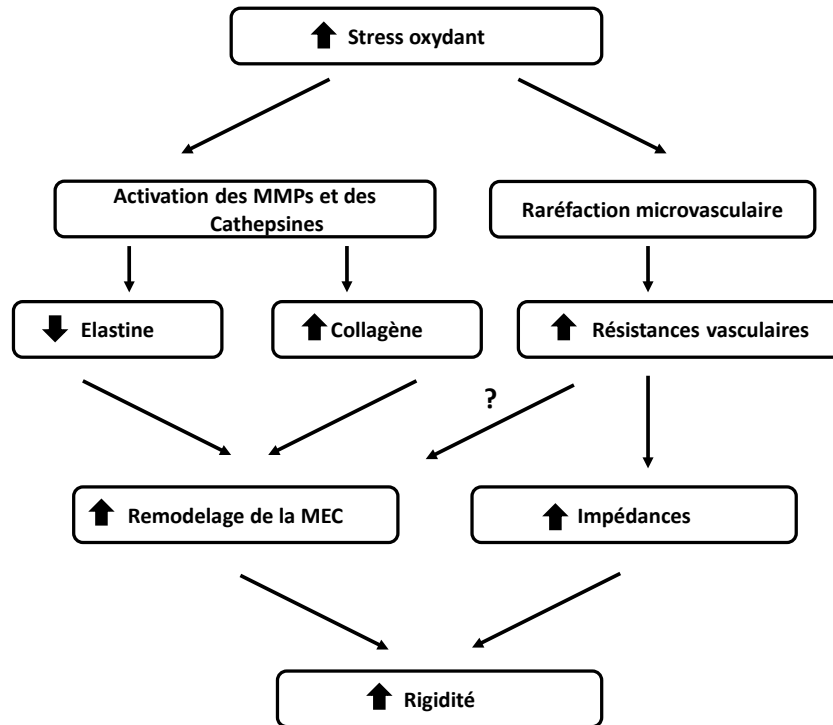 Stress oxydant
Activation des MMPs et des
Cathepsines
Raréfaction microvasculaire
Elastine
Collagène
Résistances vasculaires
?
Remodelage de la MEC
Impédances
Rigidité